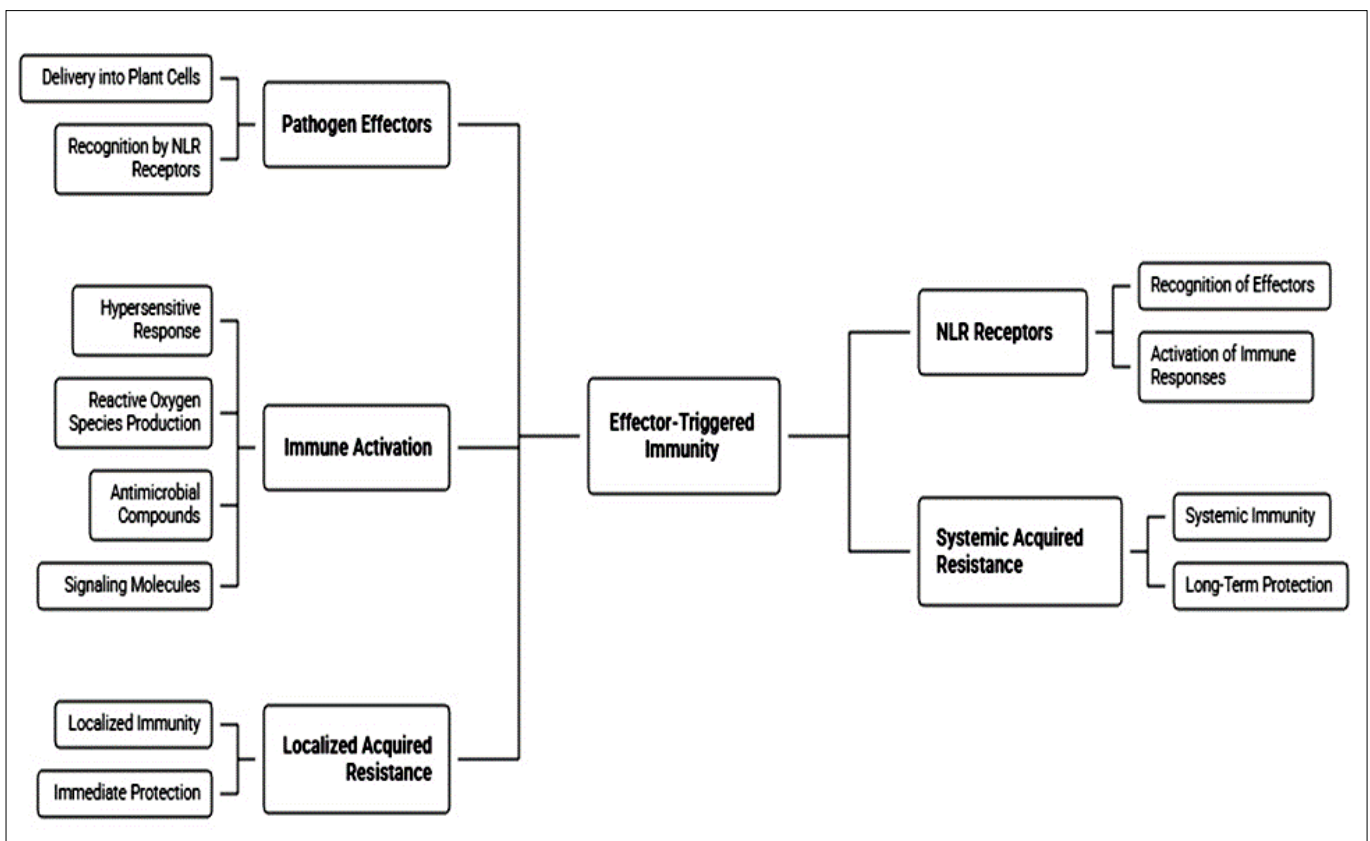 Delivery into Plant Cells
Recognition by NLR
Receptors
Pathogen Effectors
Hypersensitive
Response
Reactive Oxygen
Species Production
Antimicrobial
Compounds
Signaling Molecules
Immune Activation
Localized Immunity
Immediate Protection
Localized Acquired
Resistance
Effector-Triggered
Immunity
NLR Receptors
Recognition of Effectors
Activation of Immune
Responses
Systemic Acquired
Resistance
Systemic Immunity
Long-Term Protection